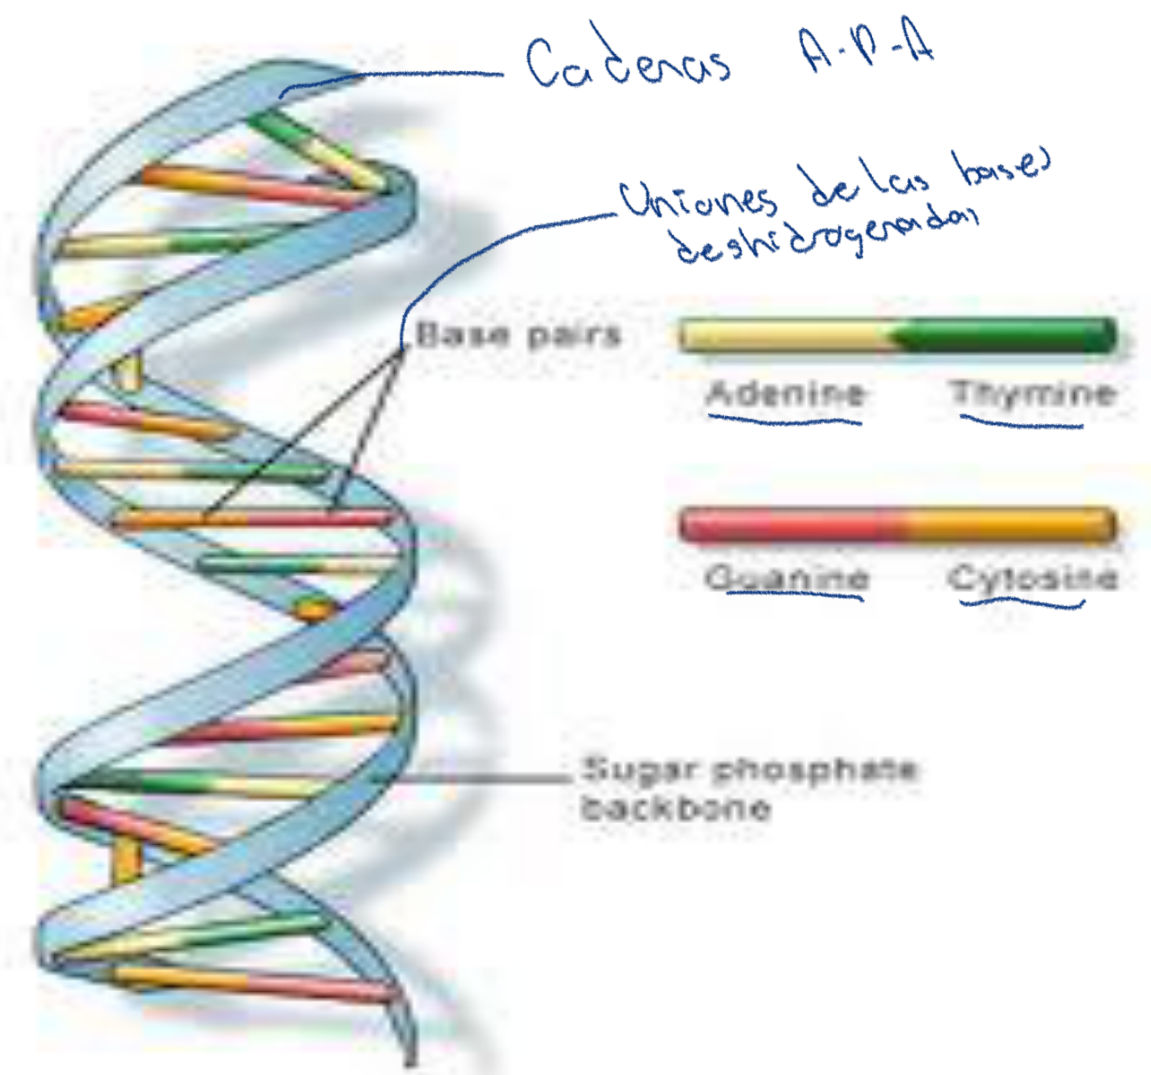 Cadenas A-P-A
Uniones de las bases
deshidrogenadas
Base pairs
Adenine Thymine
Guanine Cytosine
Sugar phosphate
backbone